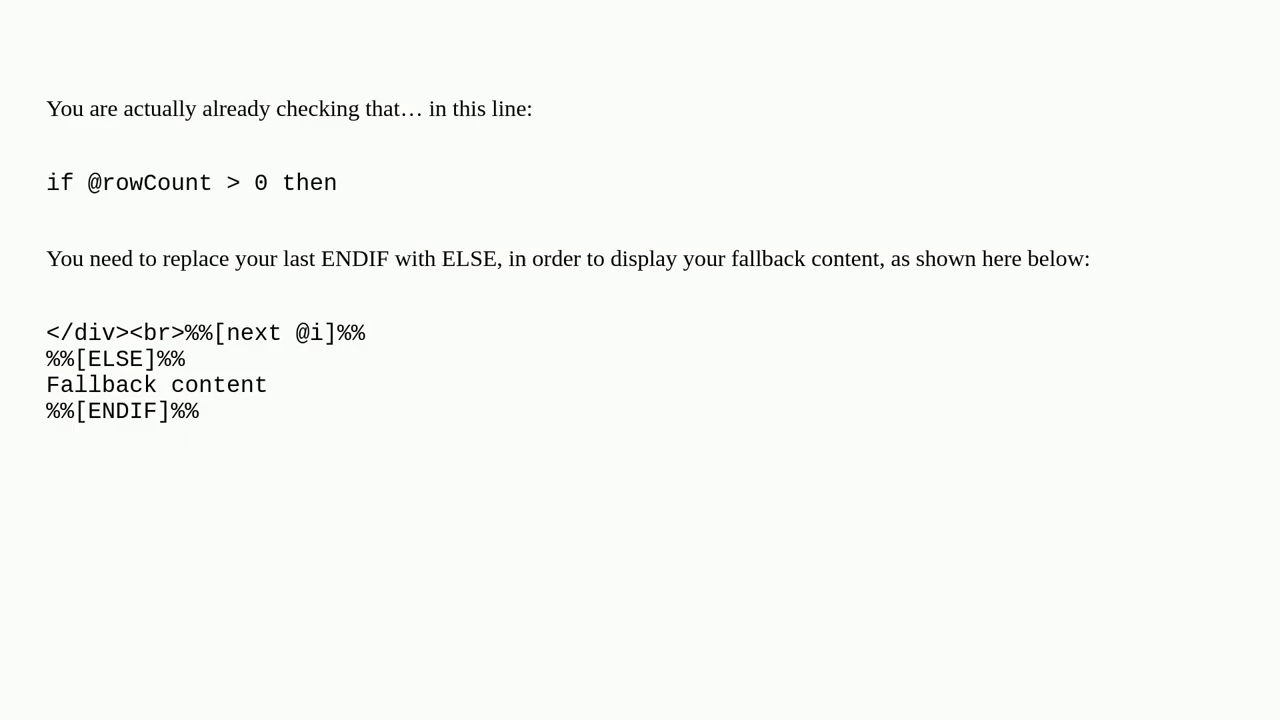 You are actually already checking that… in this line:
if @rowCount > 0 then
You need to replace your last ENDIF with ELSE, in order to display your fallback content, as shown here below:
</div><br>%%[next @i]%%
%%[ELSE]%%
Fallback content
%%[ENDIF]%%